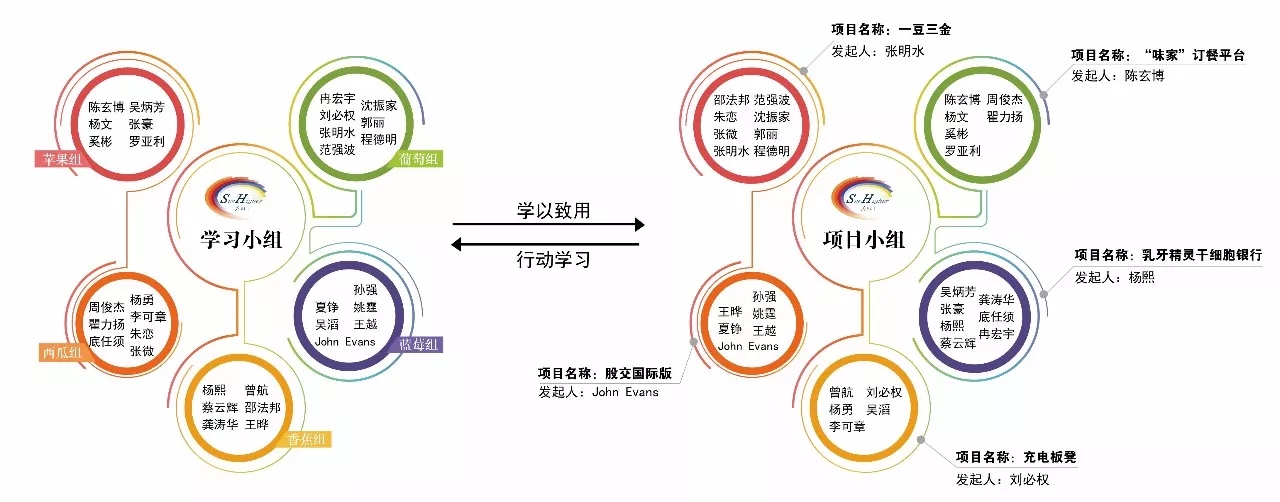 陈玄博 吴炳芳
杨文 张豪
奚彬 罗亚利
苹果组
冉宏宇 沈振家
刘必权 郭丽
张明水 程德明
范强波
葡萄组
SinHigher
学习小组
周俊杰 杨勇
瞿力扬 李可章
底任须 朱恋
张微
西瓜组
孙强
夏铮 姚霆
吴滔 王越
John Evans
蓝莓组
杨熙 曾航
蔡云辉 邵法邦
龚涛华 王晔
香蕉组
学以致用
行动学习
项目名称：一豆三金
发起人：张明水
邵法邦 范强波
朱恋 沈振家
张微 郭丽
张明水 程德明
项目名称：“味家”订餐平台
发起人：陈玄博
陈玄博 周俊杰
杨文 瞿力扬
奚彬
罗亚利
SinHigher
项目小组
项目名称：乳牙精灵干细胞银行
发起人：杨熙
吴炳芳 龚涛华
张豪 底任须
杨熙 冉宏宇
蔡云辉
孙强
王晔 姚霆
夏铮 王越
John Evans
项目名称：股交国际版
发起人：John Evans
曾航 刘必权
杨勇 吴滔
李可章
项目名称：充电板凳
发起人：刘必权